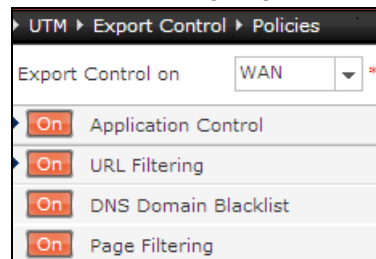 UTM Export Control Policies
Export Control on WAN *
On Application Control
On URL Filtering
On DNS Domain Blacklist
On Page Filtering